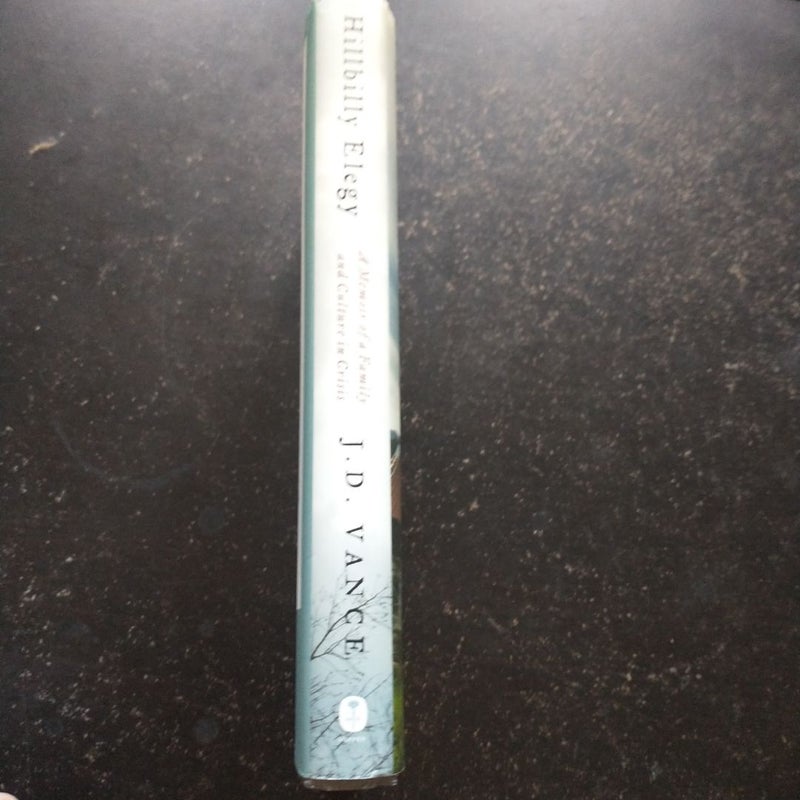 Hillbilly Elegy
A Memoir of a Family
and Culture in Crisis
J.D. VANCE